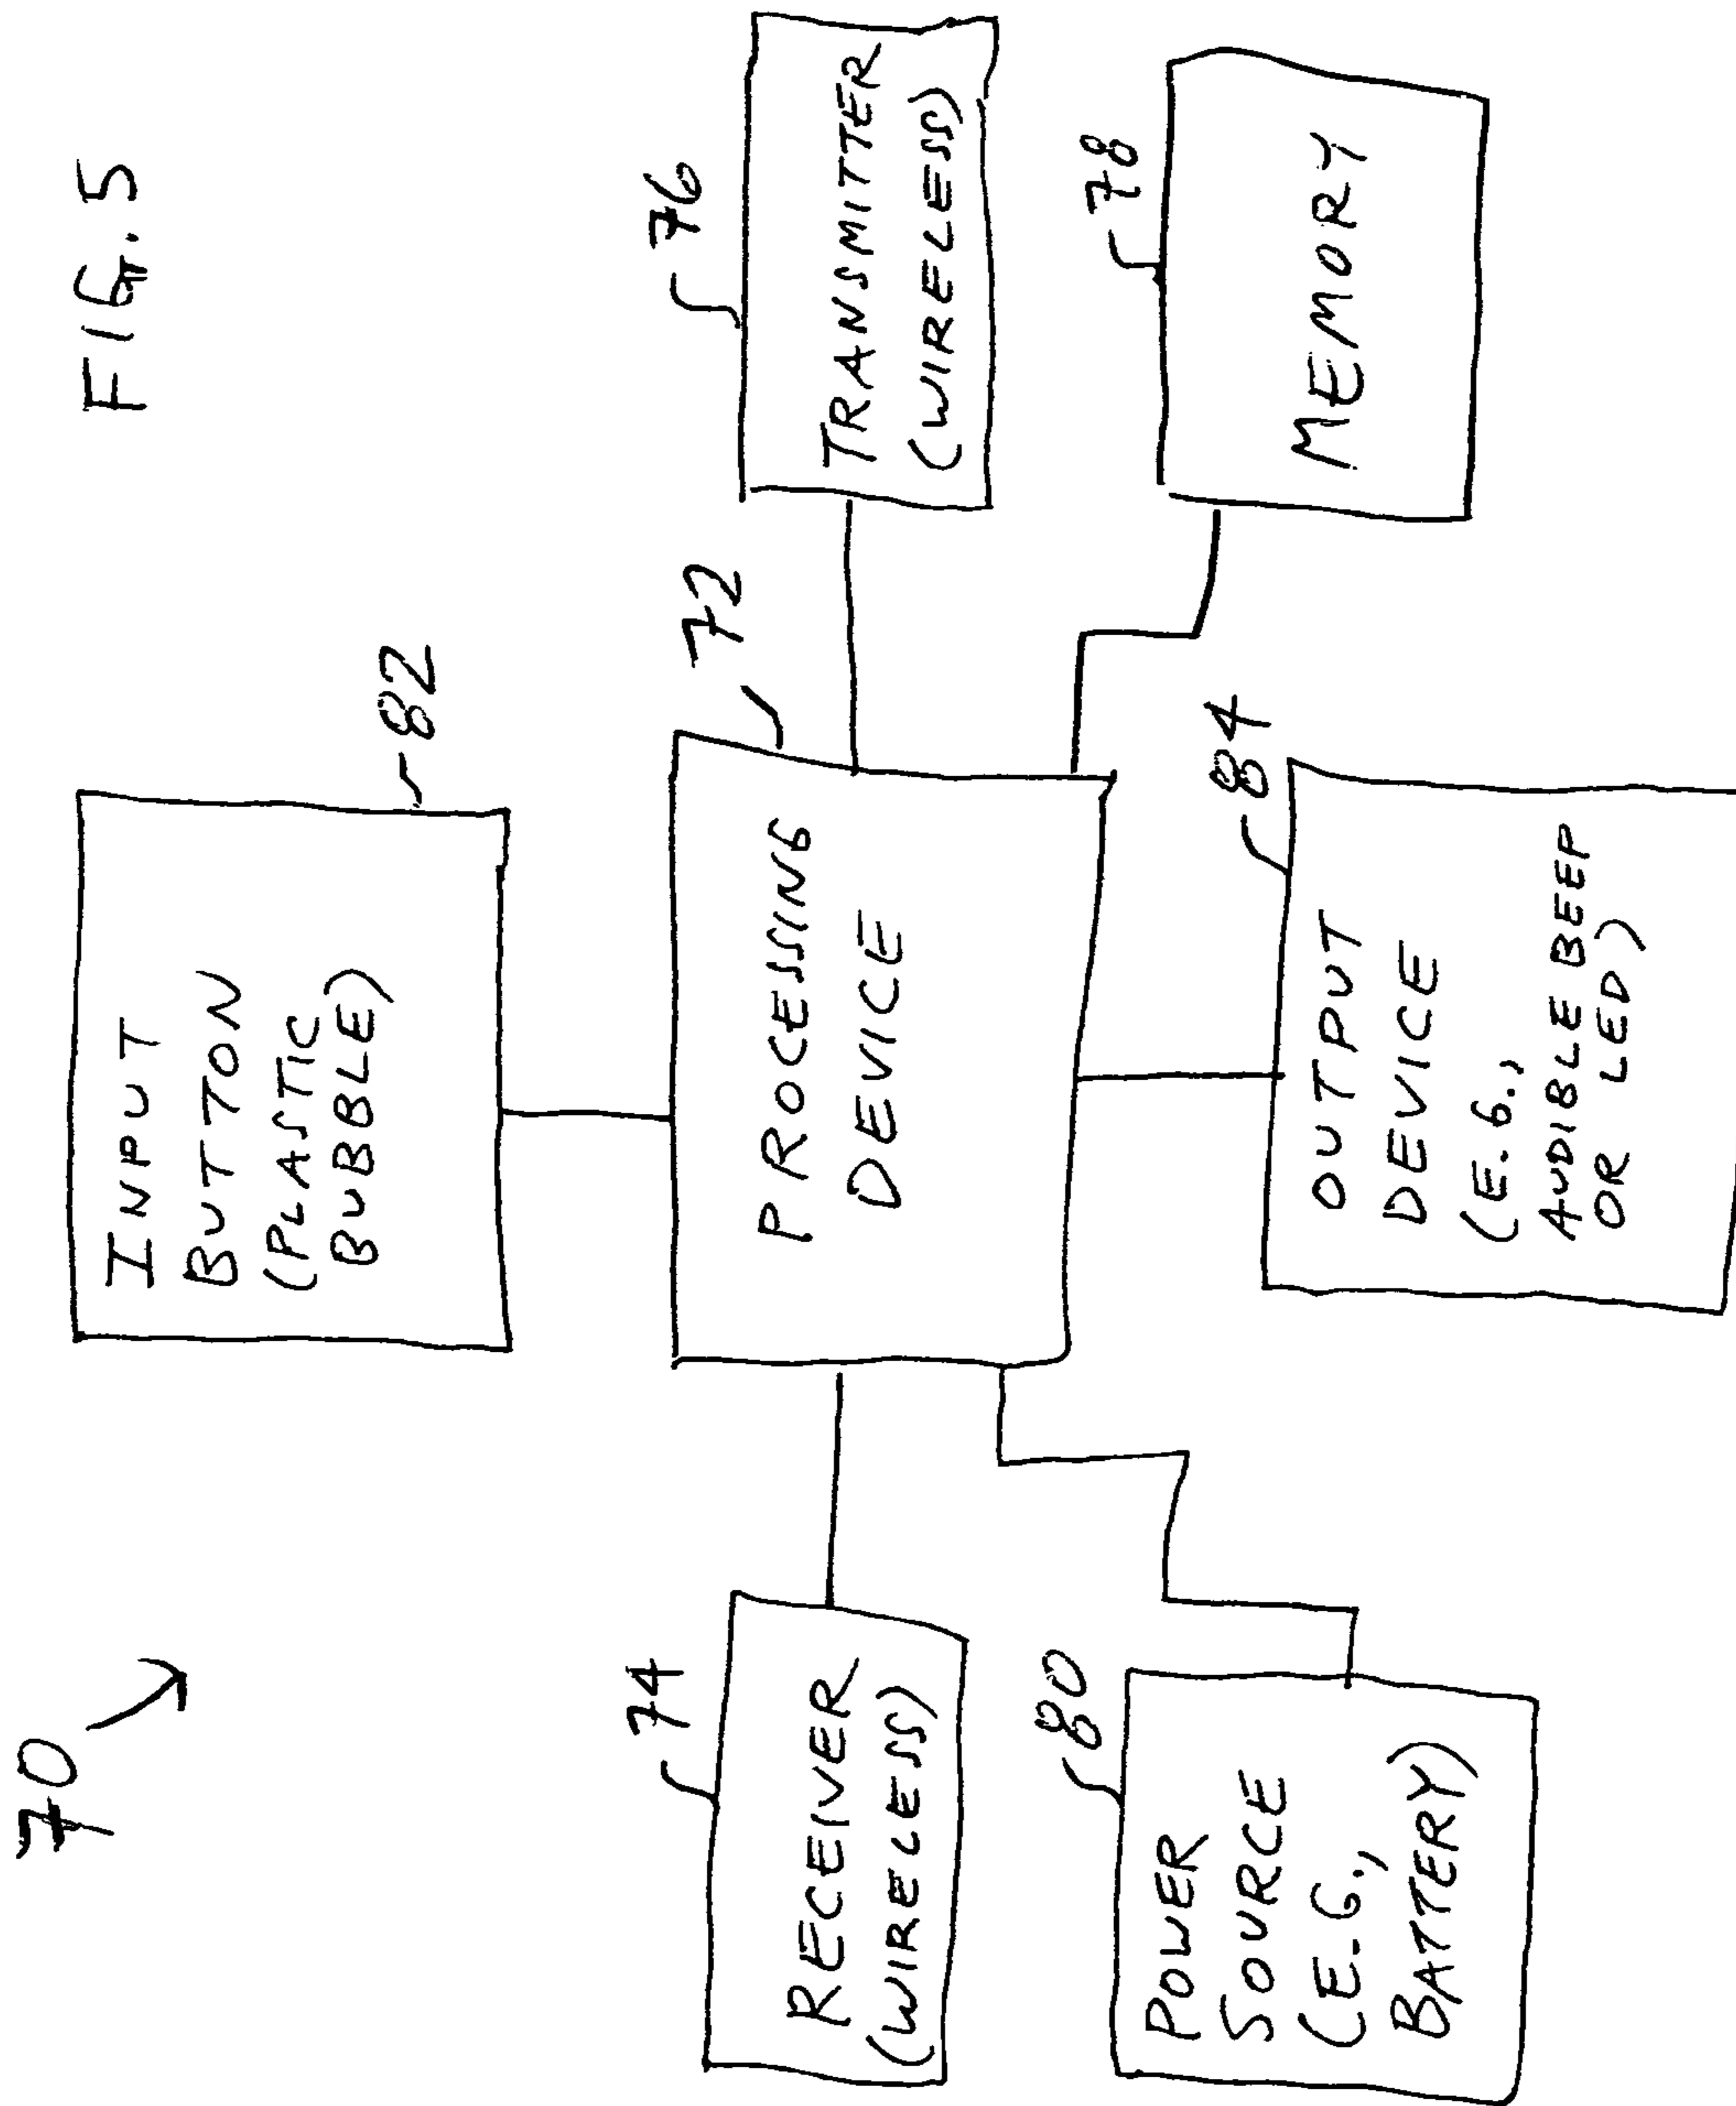 FIG. 5
70
INPUT
BUTTON
(PLASTIC
BUBBLE)
82
74
RECEIVER
(WIRELESS)
72
PROCESSING
DEVICE
76
TRANSMITTER
(WIRELESS)
80
POWER
SOURCE
(E.G.,
BATTERY)
84
OUTPUT
DEVICE
(E.G.,
AUDIBLE BEEP
OR LED)
78
MEMORY